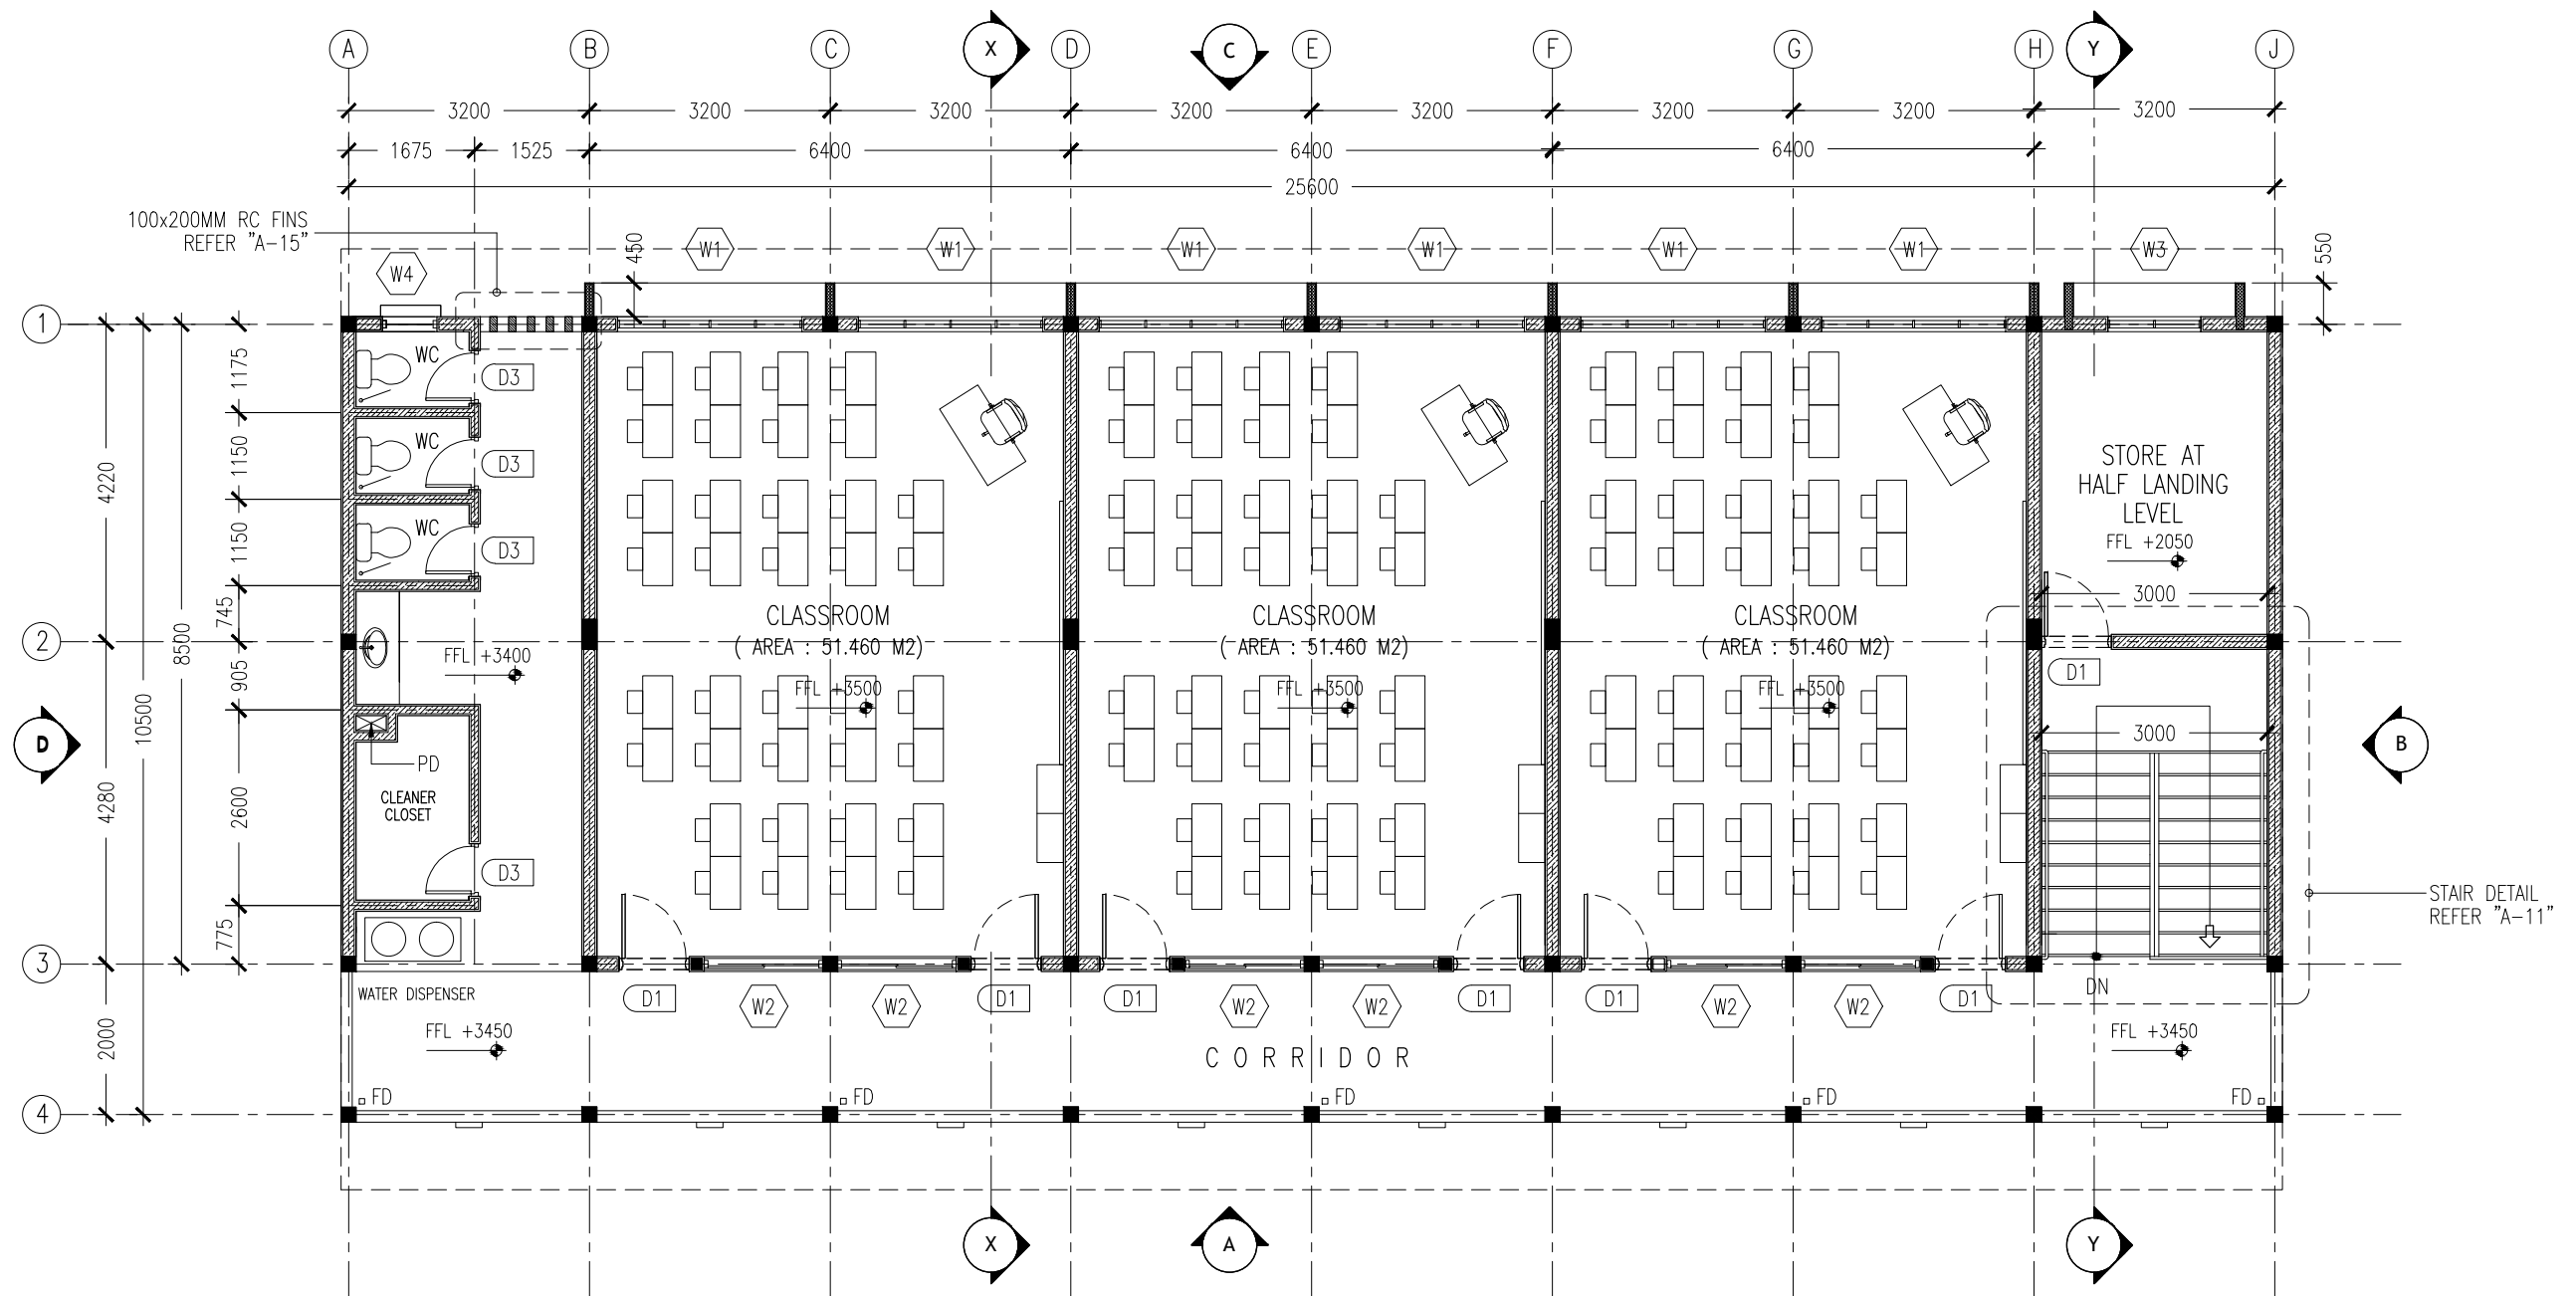 A B C X D C E F G H Y J
3200 3200 3200 3200 3200 3200 3200 3200
1675 1525 6400 6400 6400
25600
100x200MM RC FINS
REFER "A-15"
450
550
W4 W1 W1 W1 W1 W1 W1 W3
1
WC D3
WC D3
WC D3
1175
1150
1150
745
905
2600
775
4220
4280
2000
8500
10500
STORE AT
HALF LANDING
LEVEL
FFL +2050
3000
2
CLASSROOM CLASSROOM CLASSROOM
( AREA : 51.460 M2) ( AREA : 51.460 M2) ( AREA : 51.460 M2)
FFL +3400
FFL +3500 FFL +3500 FFL +3500
D1
D
B
3000
PD
CLEANER
CLOSET
D3
STAIR DETAIL
REFER "A-11"
3
WATER DISPENSER
D1 W2 W2 D1 D1 W2 W2 D1 D1 W2 W2 D1
DN
FFL +3450
CORRIDOR
FFL +3450
4
FD FD FD FD FD
X A Y